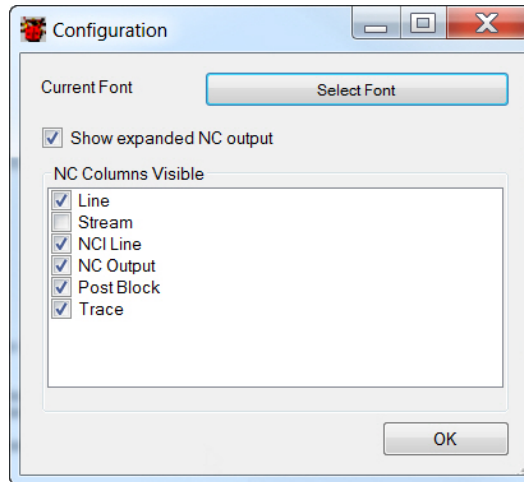 Configuration
Current Font
Select Font
Show expanded NC output
NC Columns Visible
Line
Stream
NCI Line
NC Output
Post Block
Trace
OK